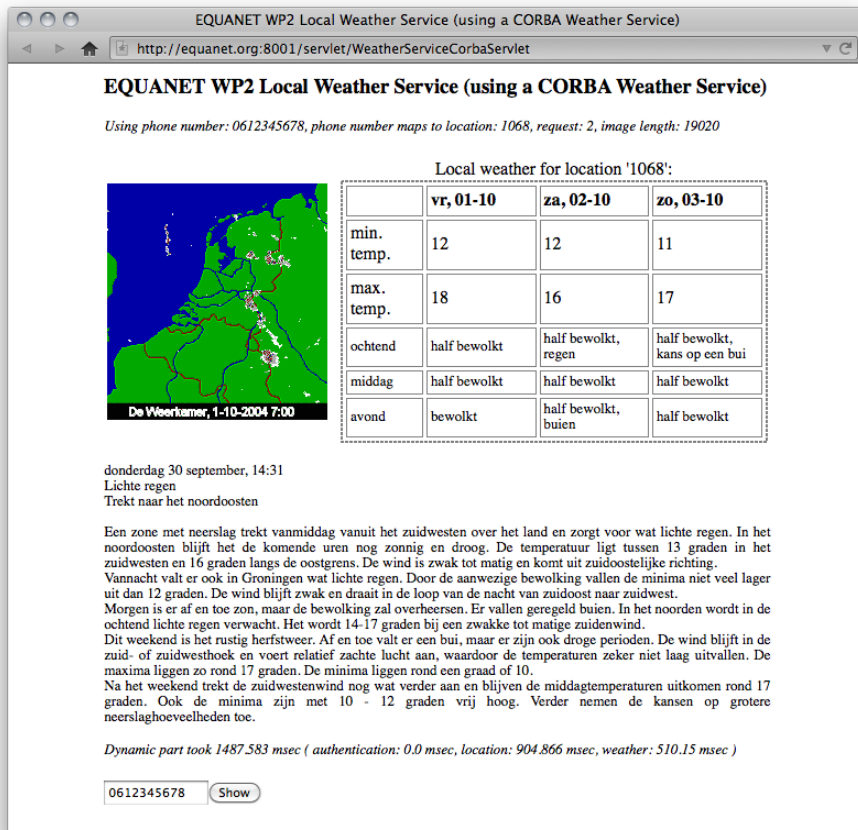 EQUANET WP2 Local Weather Service (using a CORBA Weather Service)
http://equanet.org:8001/servlet/WeatherServiceCorbaServlet
EQUANET WP2 Local Weather Service (using a CORBA Weather Service)
Using phone number: 0612345678, phone number maps to location: 1068, request: 2, image length: 19020
De Weerkamer, 1-10-2004 7:00
Local weather for location '1068':
vr, 01-10 za, 02-10 zo, 03-10
min. temp. 12 12 11
max. temp. 18 16 17
ochtend half bewolkt half bewolkt, regen half bewolkt, kans op een bui
middag half bewolkt half bewolkt half bewolkt
avond bewolkt half bewolkt, buien half bewolkt
donderdag 30 september, 14:31
Lichte regen
Trekt naar het noordoosten
Een zone met neerslag trekt vanmiddag vanuit het zuidwesten over het land en zorgt voor wat lichte regen. In het
noordoosten blijft het de komende uren nog zonnig en droog. De temperatuur ligt tussen 13 graden in het
zuidwesten en 16 graden langs de oostgrens. De wind is zwak tot matig en komt uit zuidoostelijke richting.
Vannacht valt er ook in Groningen wat lichte regen. Door de aanwezige bewolking vallen de minima niet veel lager
uit dan 12 graden. De wind blijft zwak en draait in de loop van de nacht van zuidoost naar zuidwest.
Morgen is er af en toe zon, maar de bewolking zal overheersen. Er vallen geregeld buien. In het noorden wordt in de
ochtend lichte regen verwacht. Het wordt 14-17 graden bij een zwakke tot matige zuidenwind.
Dit weekend is het rustig herfstweer. Af en toe valt er een bui, maar er zijn ook droge perioden. De wind blijft in de
zuid- of zuidwesthoek en voert relatief zachte lucht aan, waardoor de temperaturen zeker niet laag uitvallen. De
maxima liggen zo rond 17 graden. De minima liggen rond een graad of 10.
Na het weekend trekt de zuidwestenwind nog wat verder aan en blijven de middagtemperaturen uitkomen rond 17
graden. Ook de minima zijn met 10 - 12 graden vrij hoog. Verder nemen de kansen op grotere
neerslaghoeveelheden toe.
Dynamic part took 1487.583 msec ( authentication: 0.0 msec, location: 904.866 msec, weather: 510.15 msec )
0612345678 Show